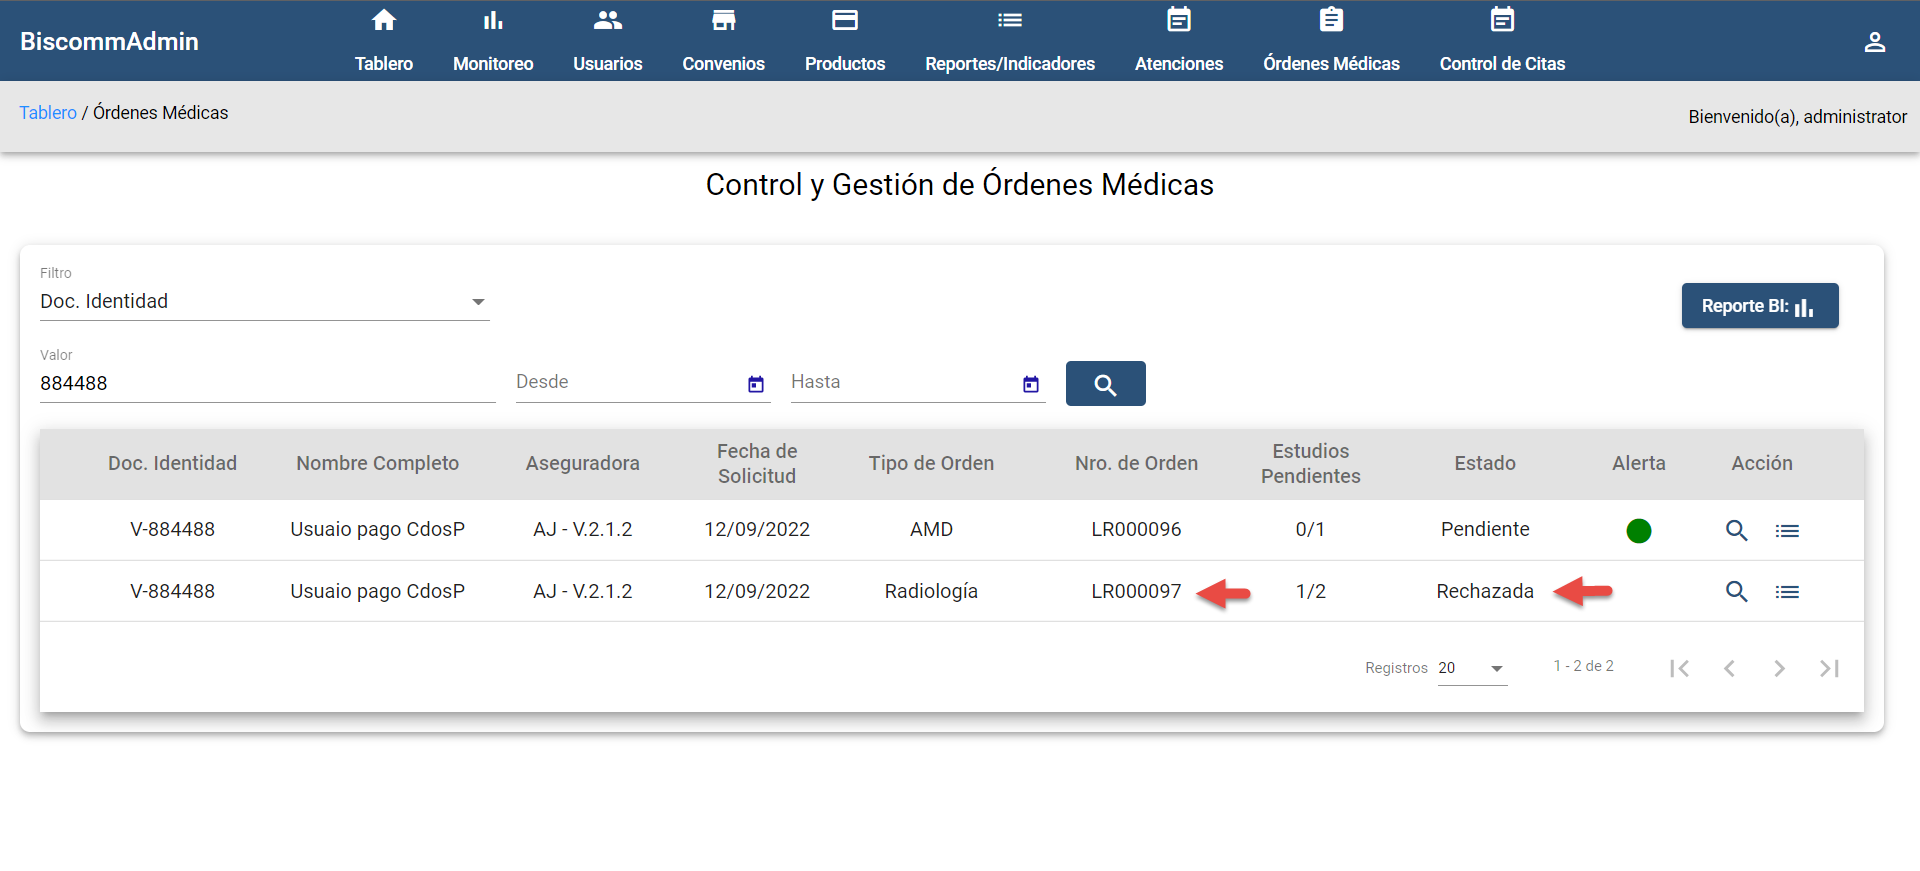 BiscommAdmin
Tablero Monitoreo Usuarios Convenios Productos Reportes/Indicadores Atenciones Órdenes Médicas Control de Citas
Tablero / Órdenes Médicas
Bienvenido(a), administrator
Control y Gestión de Órdenes Médicas
Filtro
Doc. Identidad
Reporte BI:
Valor
884488
Desde
Hasta
Doc. Identidad Nombre Completo Aseguradora Fecha de Solicitud Tipo de Orden Nro. de Orden Estudios Pendientes Estado Alerta Acción
V-884488 Usuaio pago CdosP AJ - V.2.1.2 12/09/2022 AMD LR000096 0/1 Pendiente
V-884488 Usuaio pago CdosP AJ - V.2.1.2 12/09/2022 Radiología LR000097 1/2 Rechazada
Registros 20 1 - 2 de 2